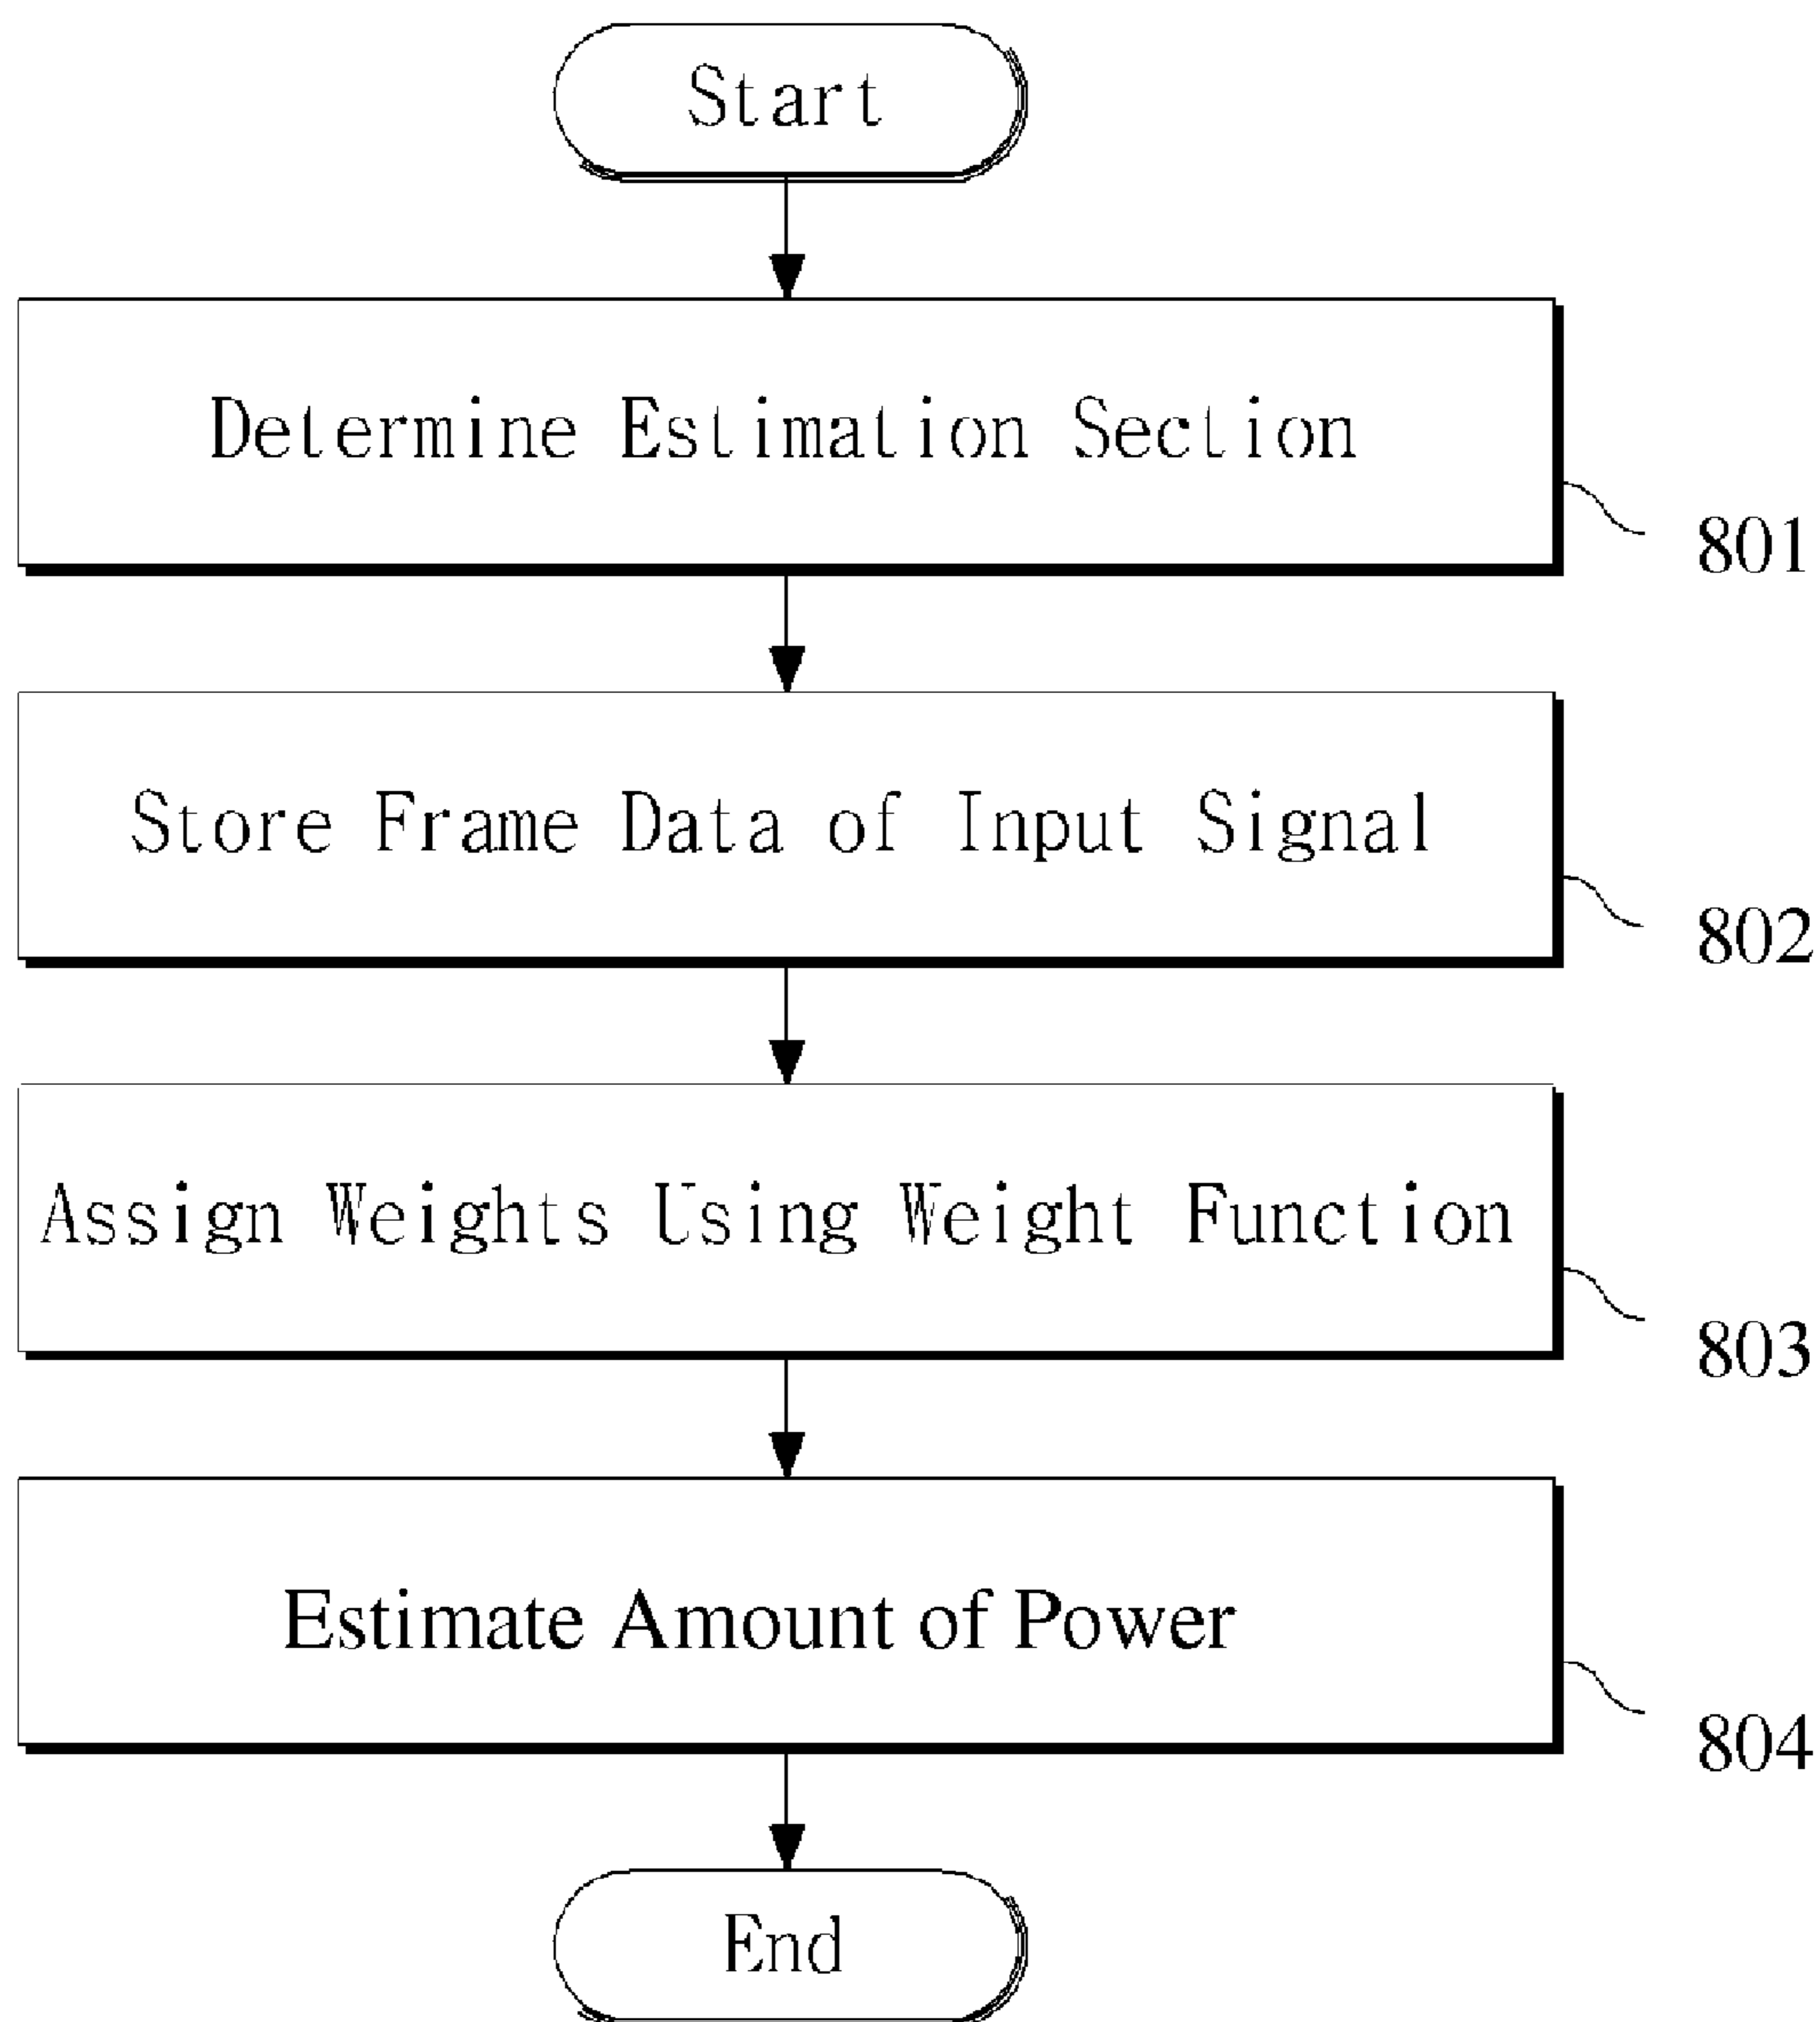 Start
Determine Estimation Section
801
Store Frame Data of Input Signal
802
Assign Weights Using Weight Function
803
Estimate Amount of Power
804
End